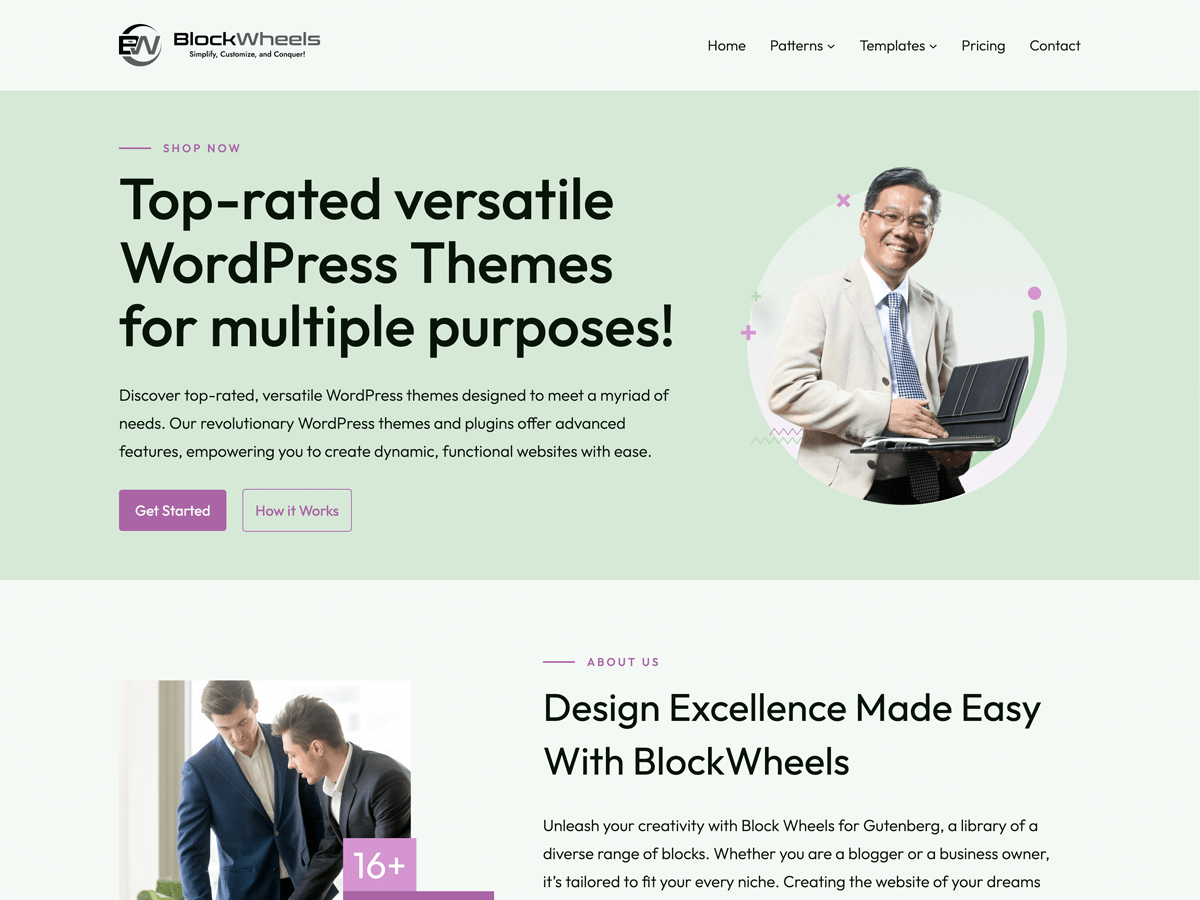 BlockWheels
Simplify, Customize, and Conquer!
Home
Patterns
Templates
Pricing
Contact
SHOP NOW
Top-rated versatile
WordPress Themes
for multiple purposes!
Discover top-rated, versatile WordPress themes designed to meet a myriad of
needs. Our revolutionary WordPress themes and plugins offer advanced
features, empowering you to create dynamic, functional websites with ease.
Get Started
How it Works
ABOUT US
Design Excellence Made Easy
With BlockWheels
Unleash your creativity with Block Wheels for Gutenberg, a library of a
diverse range of blocks. Whether you are a blogger or a business owner,
it's tailored to fit your every niche. Creating the website of your dreams
16+